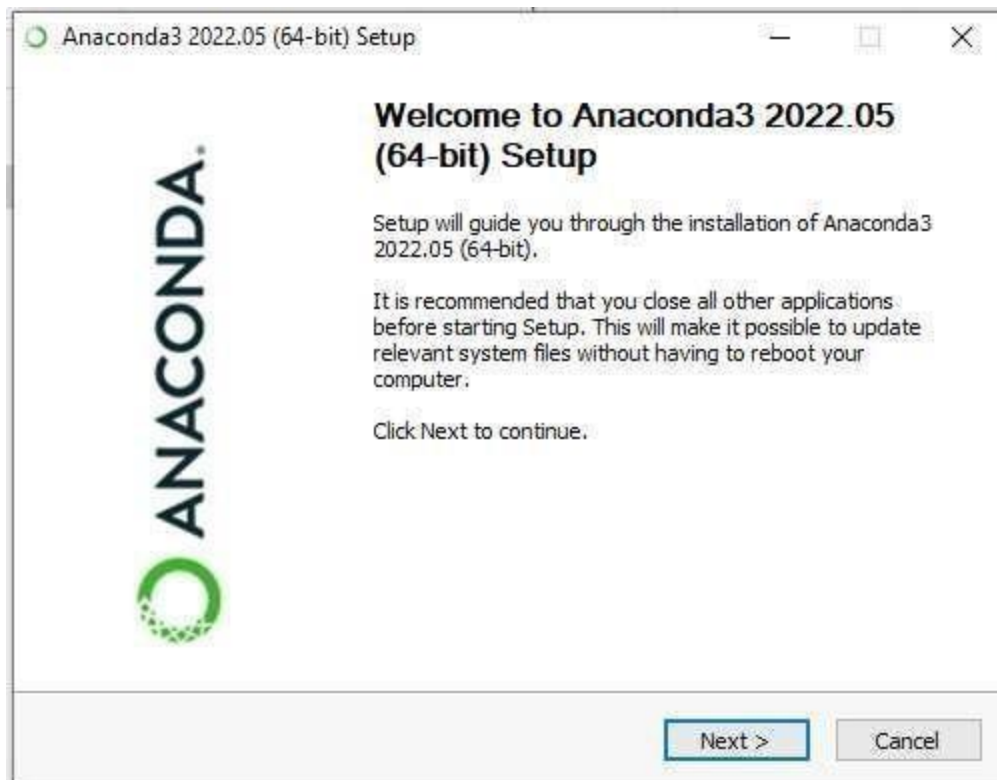 Anaconda3 2022.05 (64-bit) Setup
Welcome to Anaconda3 2022.05
(64-bit) Setup
Setup will guide you through the installation of Anaconda3
2022.05 (64-bit).
It is recommended that you close all other applications
before starting Setup. This will make it possible to update
relevant system files without having to reboot your
computer.
Click Next to continue.
ANACONDA.
Next >
Cancel